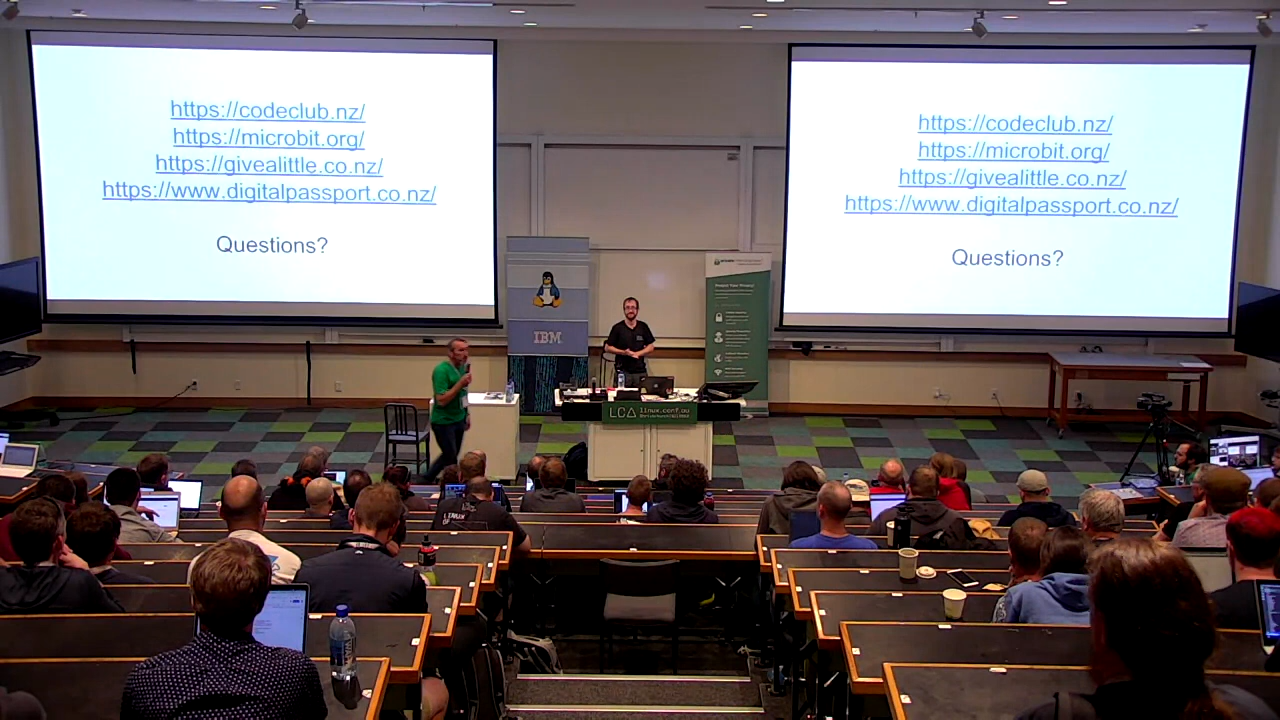 https://codeclub.nz/
https://microbit.org/
https://givealittle.co.nz/
https://www.digitalpassport.co.nz/
Questions?
https://codeclub.nz/
https://microbit.org/
https://givealittle.co.nz/
https://www.digitalpassport.co.nz/
Questions?
IBM
LCA linux.conf.au